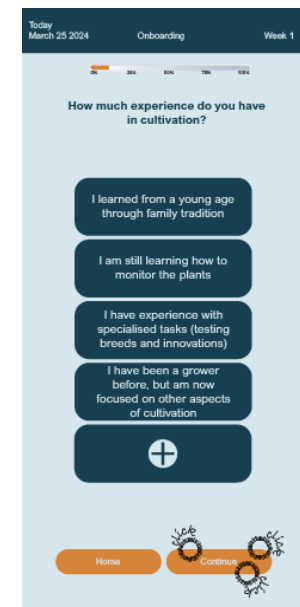 Today
March 25 2024
Onboarding
Week 1
0%
25%
50%
75%
100%
How much experience do you have
in cultivation?
I learned from a young age
through family tradition
I am still learning how to
monitor the plants
I have experience with
specialised tasks (testing
breeds and innovations)
I have been a grower
before, but am now
focused on other aspects
of cultivation
click
click
click
Home
Continue